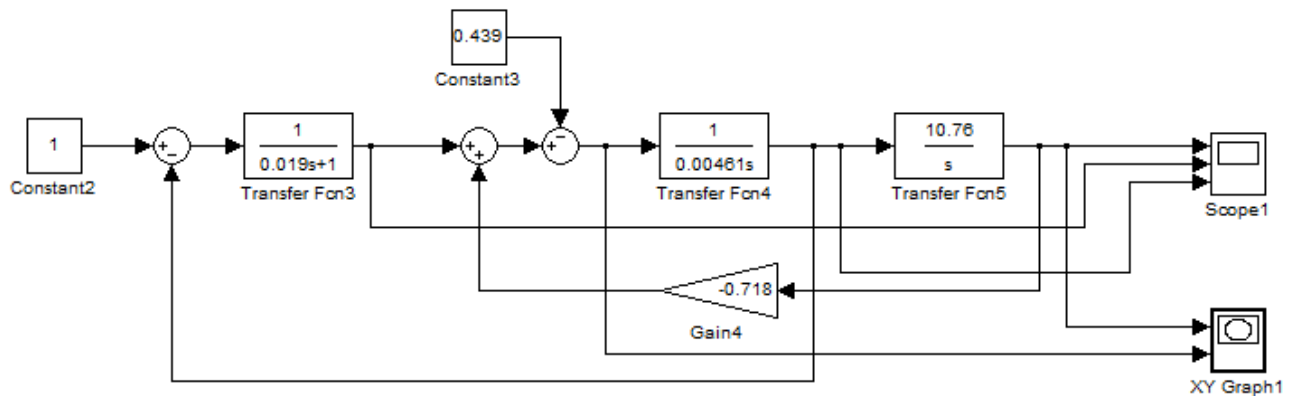 0.439
Constant3
1
Constant2
+
−
1
0.019s+1
Transfer Fcn3
+
+
−
+
1
0.00461s
Transfer Fcn4
10.76
s
Transfer Fcn5
Scope1
-0.718
Gain4
XY Graph1